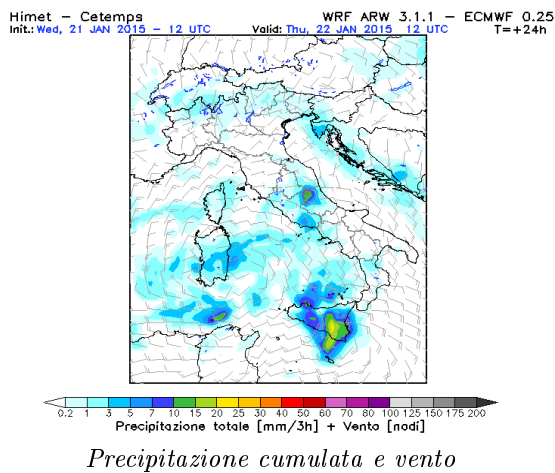 Himet – Cetemps WRF ARW 3.1.1 – ECMWF 0.25
Init.: Wed, 21 JAN 2015 – 12 UTC Valid: Thu, 22 JAN 2015 12 UTC T=+24h
0.2 1 3 5 7 10 15 20 25 30 40 50 60 70 80 100 125 150 175 200
Precipitazione totale [mm/3h] + Vento [nodi]
Precipitazione cumulata e vento